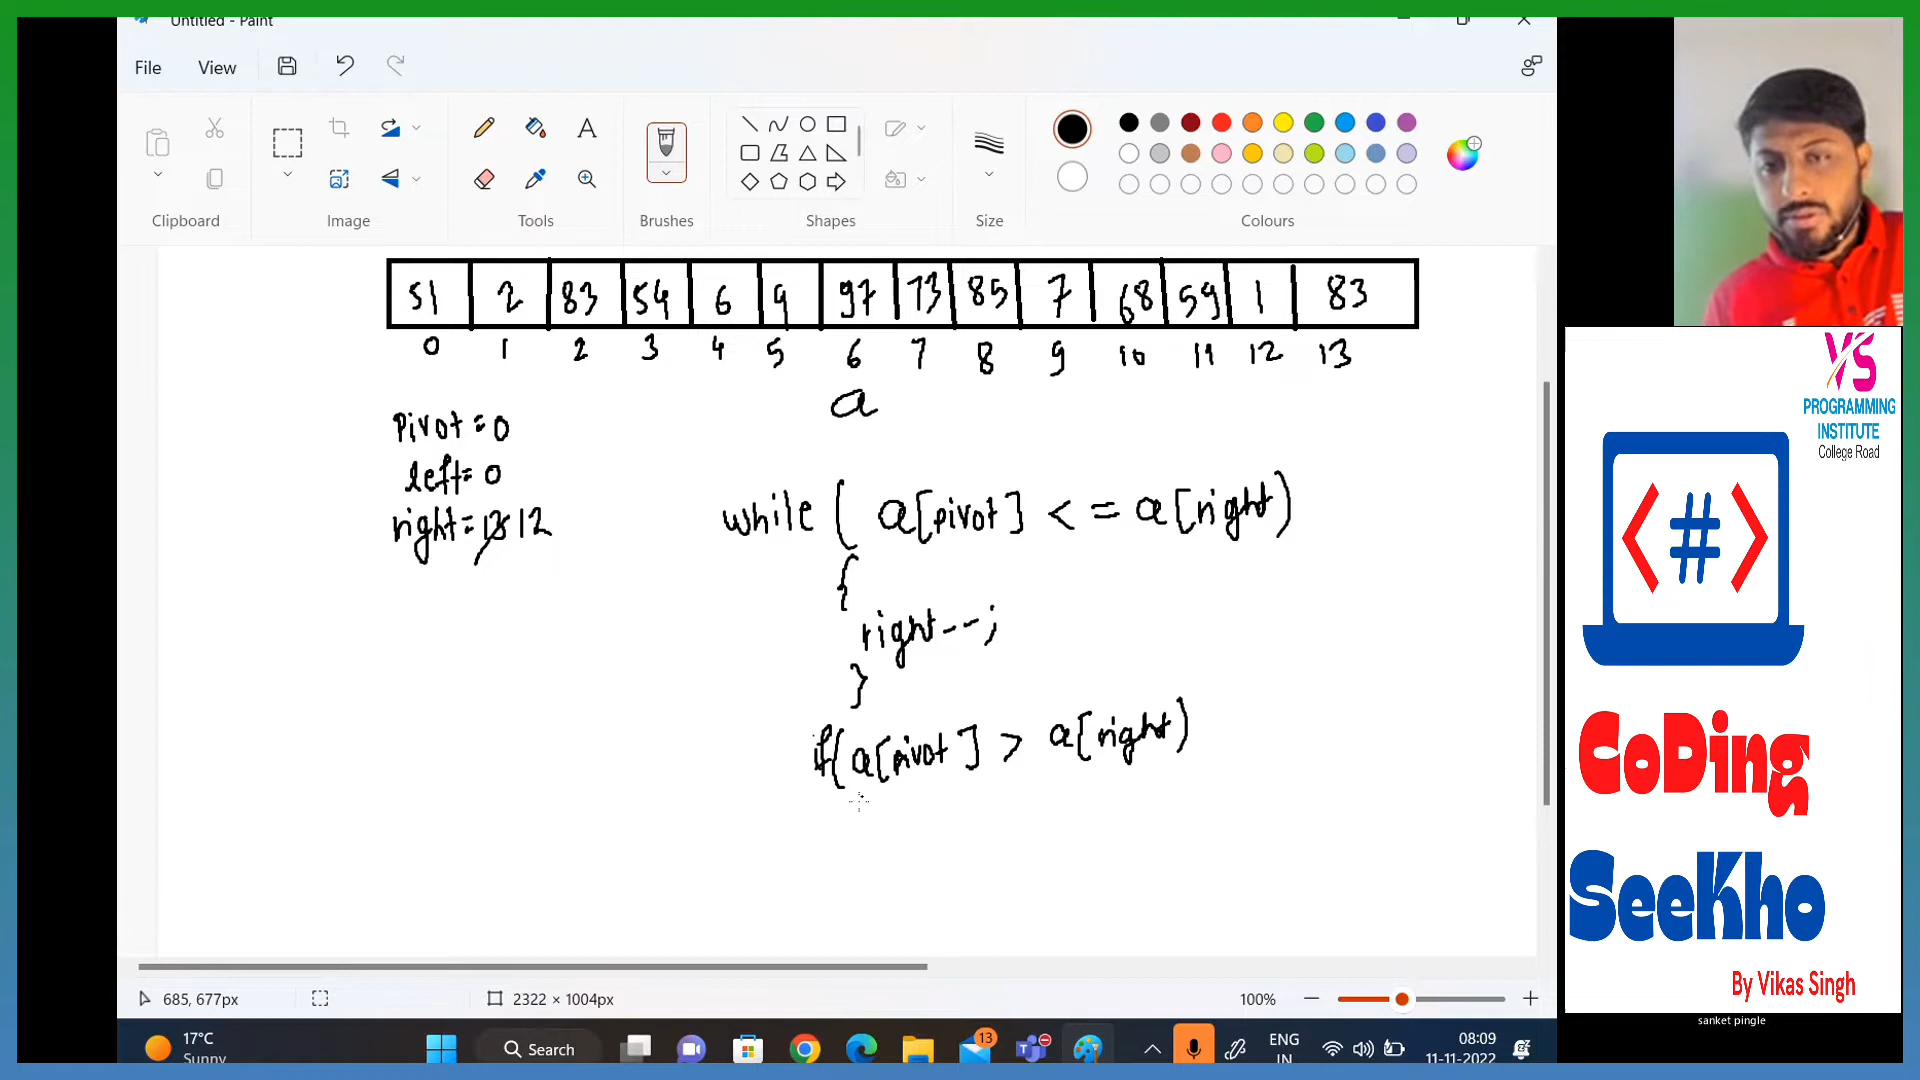 Untitled - Paint
File View
Clipboard Image Tools Brushes Shapes Size Colours
51 2 83 54 6 9 97 73 85 7 68 59 1 83
0 1 2 3 4 5 6 7 8 9 10 11 12 13
a
Pivot = 0
left = 0
right = 13 12
while ( a[pivot] < = a[right)
{
right--;
}
if( a[pivot] > a[right)
685, 677px 2322 × 1004px 100%
17°C
Sunny
Search
13
ENG
IN
08:09
11-11-2022
VS
PROGRAMMING
INSTITUTE
College Road
<#>
CoDing
SeeKho
By Vikas Singh
sanket pingle